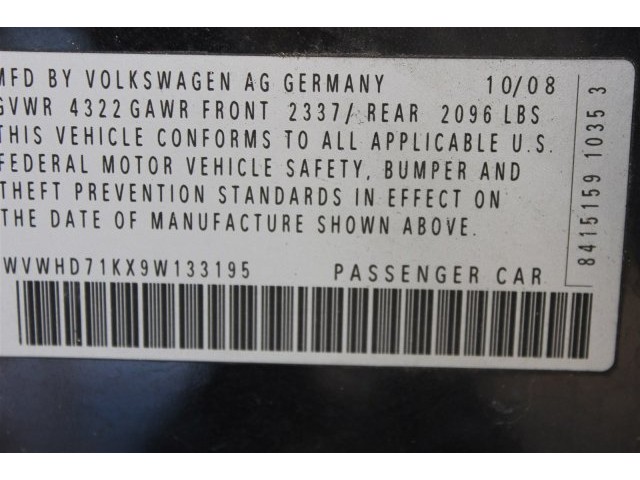 MFD BY VOLKSWAGEN AG GERMANY 10/08
GVWR 4322 GAWR FRONT 2337/ REAR 2096 LBS
THIS VEHICLE CONFORMS TO ALL APPLICABLE U.S.
FEDERAL MOTOR VEHICLE SAFETY, BUMPER AND
THEFT PREVENTION STANDARDS IN EFFECT ON
THE DATE OF MANUFACTURE SHOWN ABOVE.
WVWHD71KX9W133195 PASSENGER CAR
8415159 1035 3